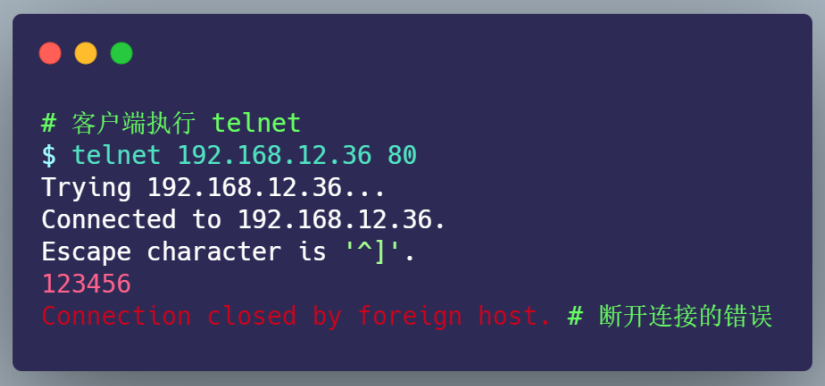 # 客户端执行 telnet
$ telnet 192.168.12.36 80
Trying 192.168.12.36...
Connected to 192.168.12.36.
Escape character is '^]'.
123456
Connection closed by foreign host. # 断开连接的错误